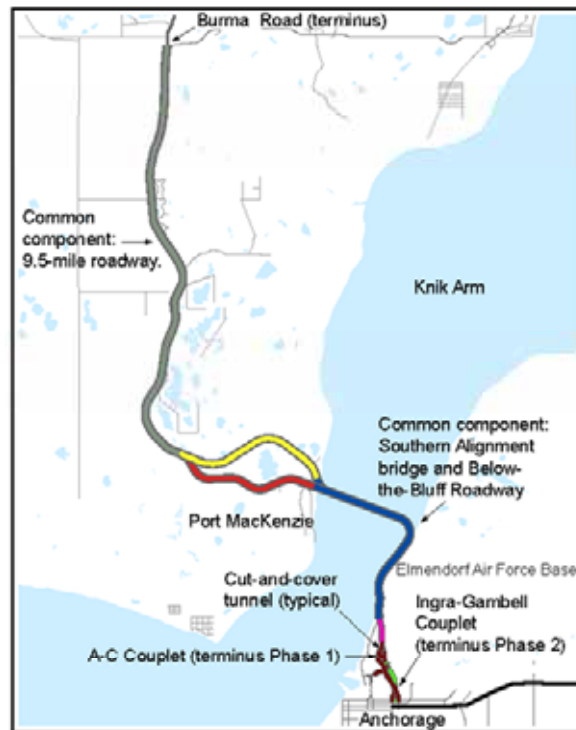 Burma Road (terminus)
Common
component:
9.5-mile roadway.
Knik Arm
Common component:
Southern Alignment
bridge and Below-
the-Bluff Roadway
Port MacKenzie
Elmendorf Air Force Base
Cut-and-cover
tunnel (typical)
Ingra-Gambell
Couplet
(terminus Phase 2)
A-C Couplet (terminus Phase 1)
Anchorage